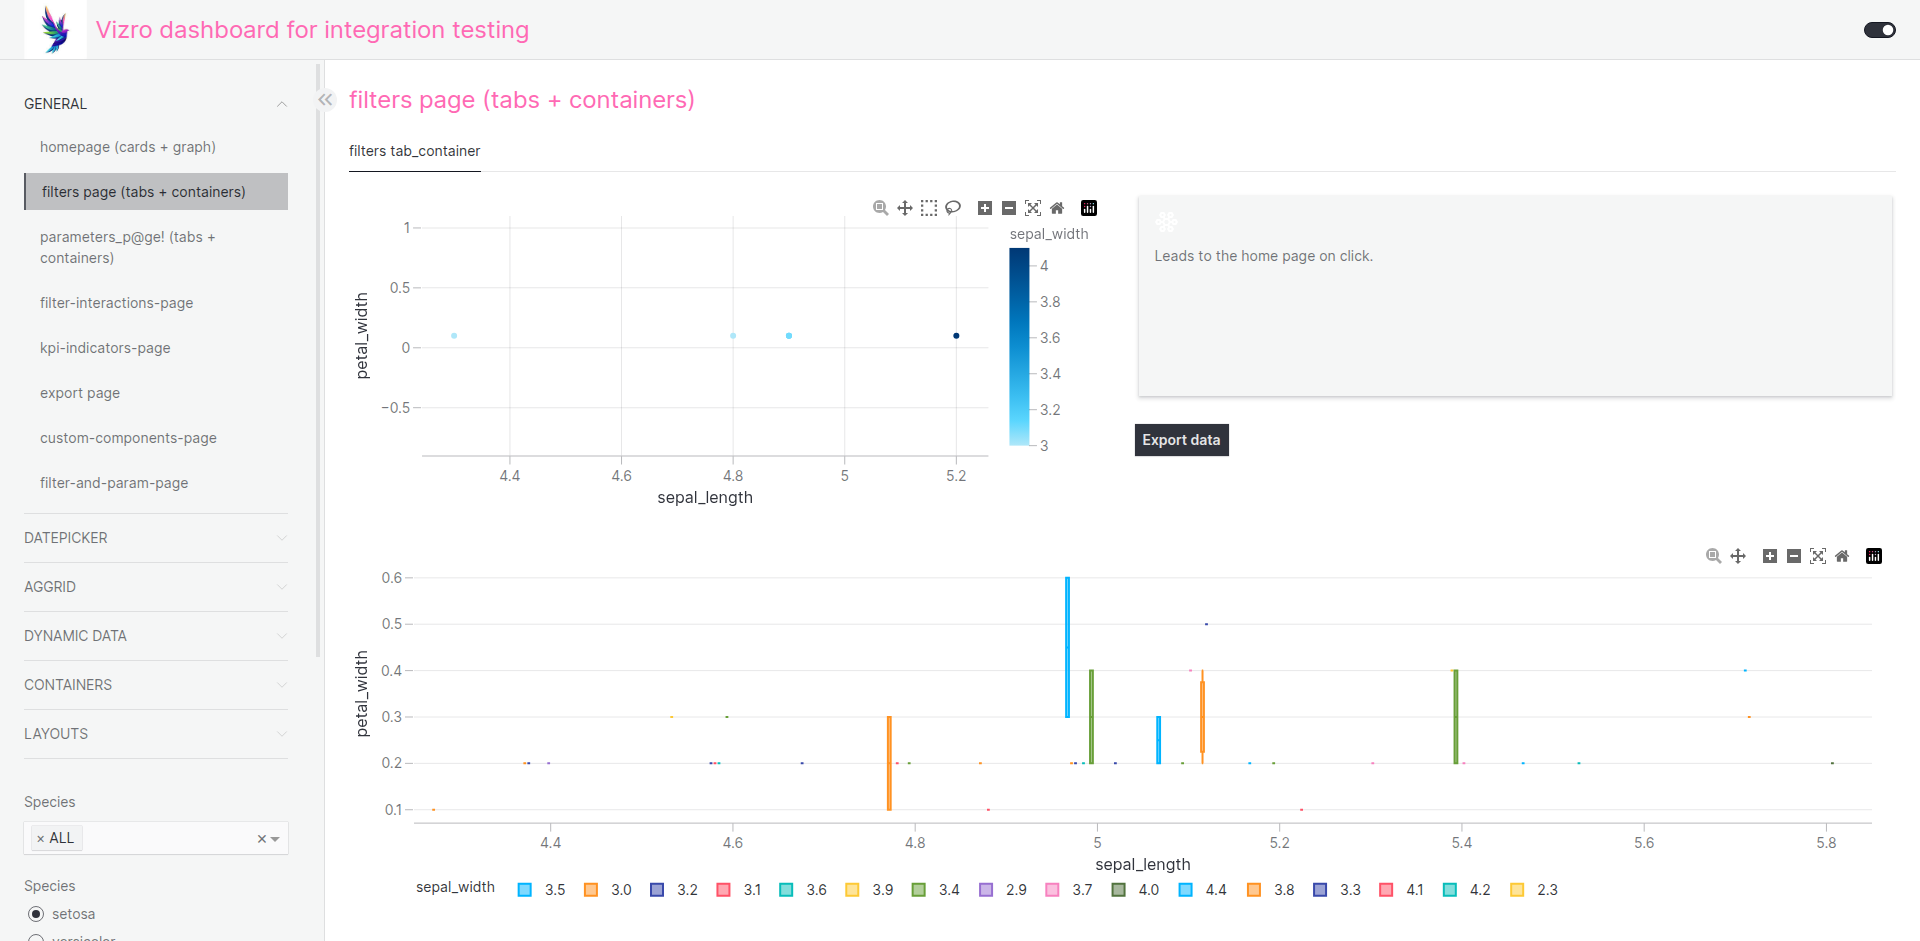 Vizro dashboard for integration testing
GENERAL
homepage (cards + graph)
filters page (tabs + containers)
parameters_p@ge! (tabs +
containers)
filter-interactions-page
kpi-indicators-page
export page
custom-components-page
filter-and-param-page
DATEPICKER
AGGRID
DYNAMIC DATA
CONTAINERS
LAYOUTS
Species
× ALL
Species
setosa
versicolor
filters page (tabs + containers)
filters tab_container
petal_width
1
0.5
0
−0.5
4.4 4.6 4.8 5 5.2
sepal_length
sepal_width
4
3.8
3.6
3.4
3.2
3
Leads to the home page on click.
Export data
petal_width
0.6
0.5
0.4
0.3
0.2
0.1
4.4 4.6 4.8 5 5.2 5.4 5.6 5.8
sepal_length
sepal_width 3.5 3.0 3.2 3.1 3.6 3.9 3.4 2.9 3.7 4.0 4.4 3.8 3.3 4.1 4.2 2.3